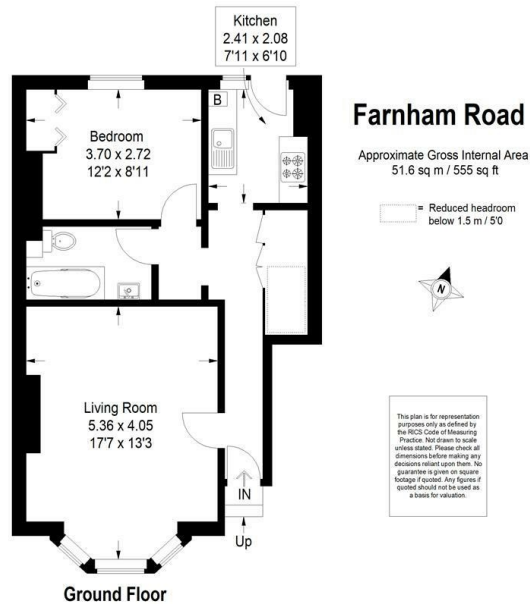 Kitchen
2.41 x 2.08
7'11 x 6'10
B
Bedroom
3.70 x 2.72
12'2 x 8'11
Farnham Road
Approximate Gross Internal Area
51.6 sq m / 555 sq ft
= Reduced headroom
below 1.5 m / 5'0
N
Living Room
5.36 x 4.05
17'7 x 13'3
IN
Up
This plan is for representation
purposes only as defined by
the RICS Code of Measuring
Practice. Not drawn to scale
unless stated. Please check all
dimensions before making any
decisions reliant upon them. No
guarantee is given on square
footage if quoted. Any figures if
quoted should not be used as
a basis for valuation.
Ground Floor